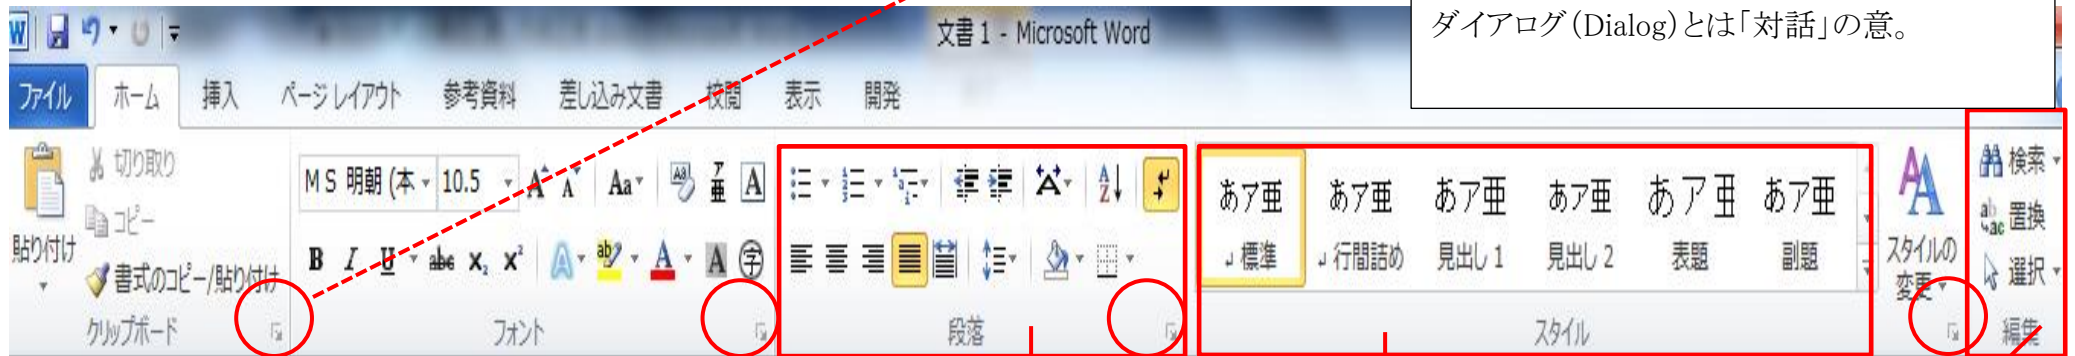 ダイアログ(Dialog)とは「対話」の意。
文書 1 - Microsoft Word
ファイル ホーム 挿入 ページ レイアウト 参考資料 差し込み文書 校閲 表示 開発
切り取り
コピー
貼り付け
書式のコピー/貼り付け
クリップボード
MS 明朝 (本 10.5
フォント
段落
あア亜 あア亜 あア亜 あア亜 あア亜 あア亜
標準 行間詰め 見出し 1 見出し 2 表題 副題
スタイルの
変更
スタイル
検索
置換
選択
編集